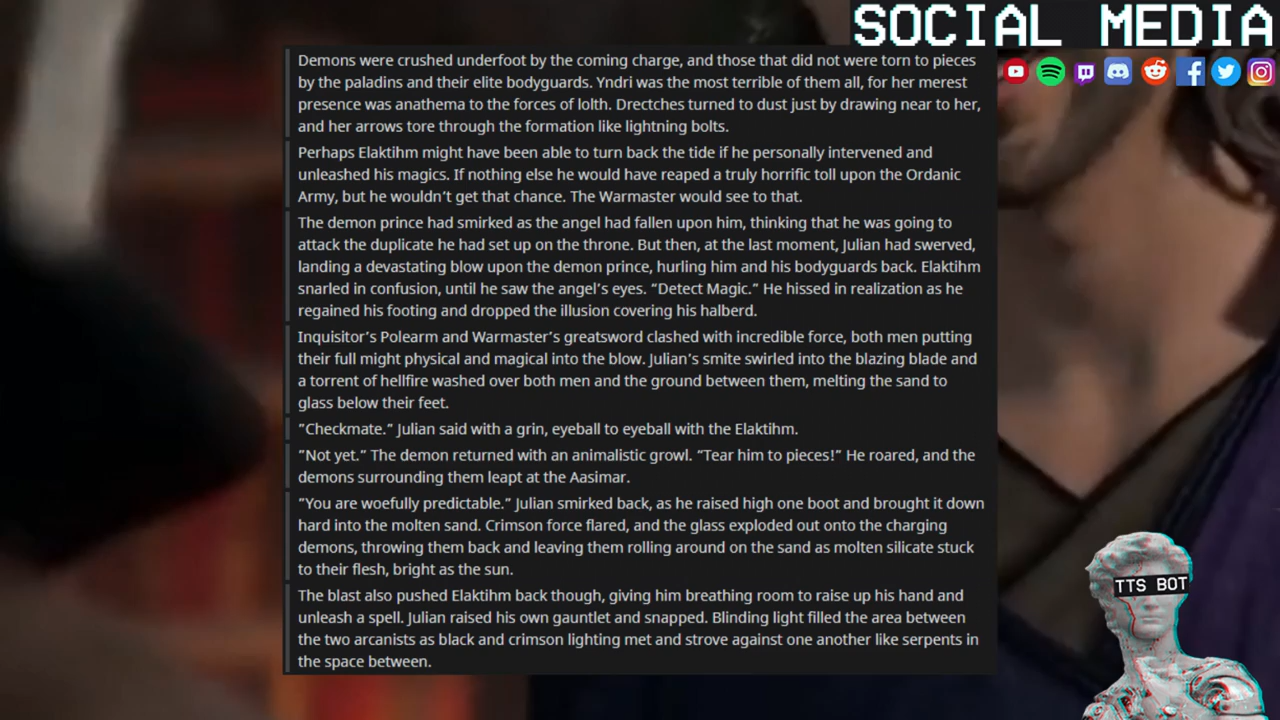 SOCIAL MEDIA
Demons were crushed underfoot by the coming charge, and those that did not were torn to pieces
by the paladins and their elite bodyguards. Yndri was the most terrible of them all, for her merest
presence was anathema to the forces of lolth. Drectches turned to dust just by drawing near to her,
and her arrows tore through the formation like lightning bolts.
Perhaps Elaktihm might have been able to turn back the tide if he personally intervened and
unleashed his magics. If nothing else he would have reaped a truly horrific toll upon the Ordanic
Army, but he wouldn’t get that chance. The Warmaster would see to that.
The demon prince had smirked as the angel had fallen upon him, thinking that he was going to
attack the duplicate he had set up on the throne. But then, at the last moment, Julian had swerved,
landing a devastating blow upon the demon prince, hurling him and his bodyguards back. Elaktihm
snarled in confusion, until he saw the angel’s eyes. “Detect Magic.” He hissed in realization as he
regained his footing and dropped the illusion covering his halberd.
Inquisitor’s Polearm and Warmaster’s greatsword clashed with incredible force, both men putting
their full might physical and magical into the blow. Julian’s smite swirled into the blazing blade and
a torrent of hellfire washed over both men and the ground between them, melting the sand to
glass below their feet.
“Checkmate.” Julian said with a grin, eyeball to eyeball with the Elaktihm.
“Not yet.” The demon returned with an animalistic growl. “Tear him to pieces!” He roared, and the
demons surrounding them leapt at the Aasimar.
“You are woefully predictable.” Julian smirked back, as he raised high one boot and brought it down
hard into the molten sand. Crimson force flared, and the glass exploded out onto the charging
demons, throwing them back and leaving them rolling around on the sand as molten silicate stuck
to their flesh, bright as the sun.
The blast also pushed Elaktihm back though, giving him breathing room to raise up his hand and
unleash a spell. Julian raised his own gauntlet and snapped. Blinding light filled the area between
the two arcanists as black and crimson lighting met and strove against one another like serpents in
the space between.
TTS BOT